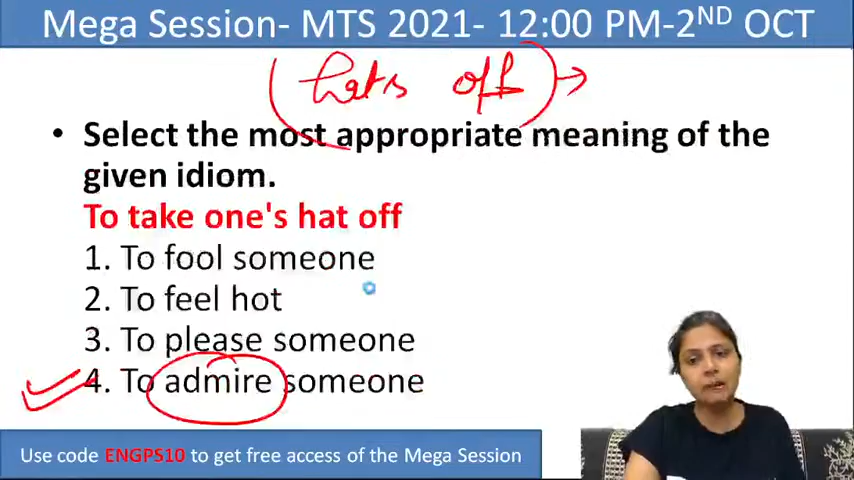 Mega Session- MTS 2021- 12:00 PM-2ND OCT
(hats off) →
• Select the most appropriate meaning of the
given idiom.
To take one's hat off
1. To fool someone
2. To feel hot
3. To please someone
4. To admire someone
Use code ENGPS10 to get free access of the Mega Session